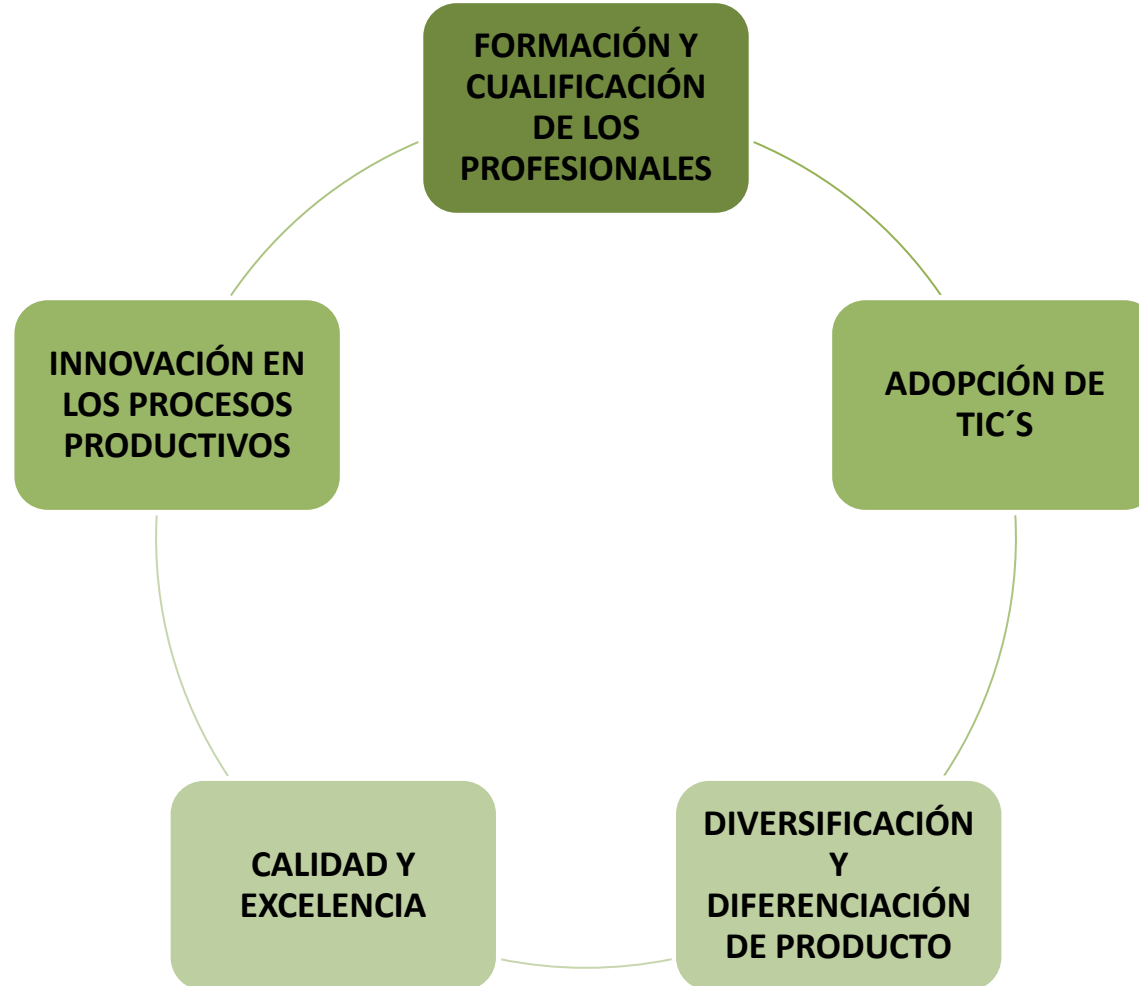 FORMACIÓN Y
CUALIFICACIÓN
DE LOS
PROFESIONALES
INNOVACIÓN EN
LOS PROCESOS
PRODUCTIVOS
ADOPCIÓN DE
TIC´S
CALIDAD Y
EXCELENCIA
DIVERSIFICACIÓN
Y
DIFERENCIACIÓN
DE PRODUCTO